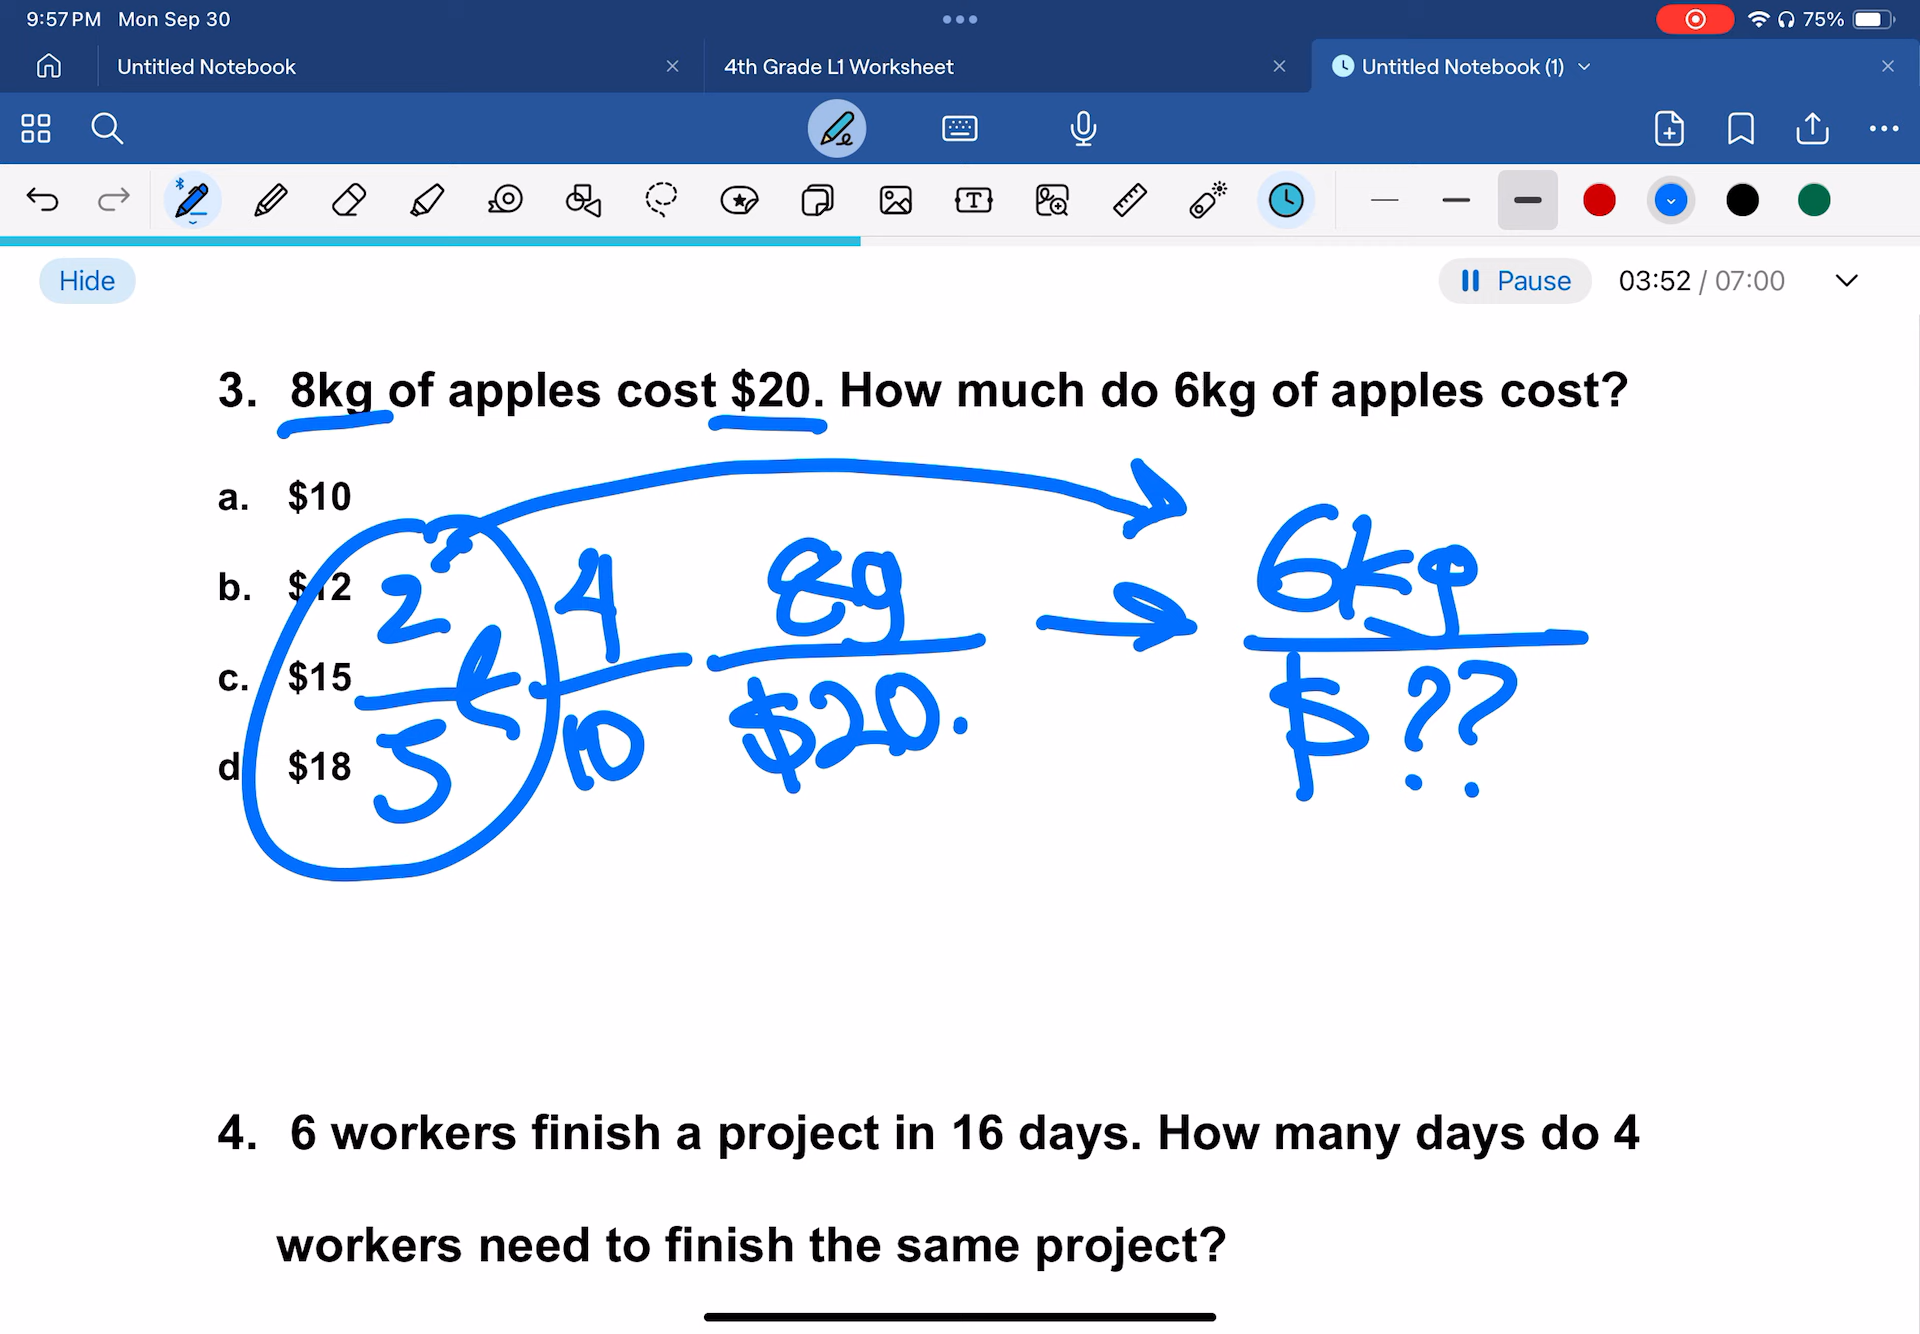 9:57 PM Mon Sep 30
75%
Untitled Notebook
4th Grade L1 Worksheet
Untitled Notebook (1)
Hide
Pause 03:52 / 07:00
3. 8kg of apples cost $20. How much do 6kg of apples cost?
a. $10
b. $12
c. $15
d $18
2
5
4
10
8g
$20.
6kg
$ ??
4. 6 workers finish a project in 16 days. How many days do 4
workers need to finish the same project?